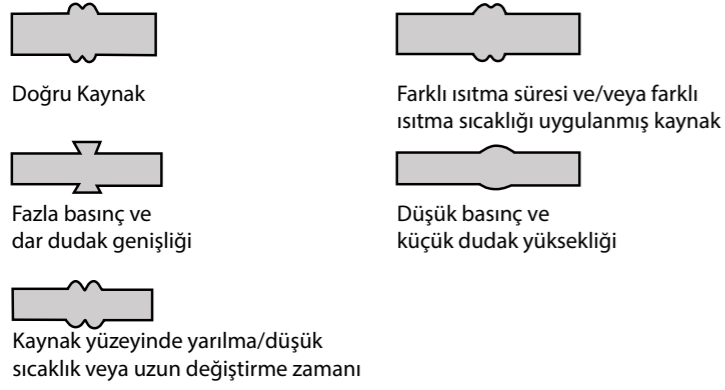 Doğru Kaynak
Farklı ısıtma süresi ve/veya farklı
ısıtma sıcaklığı uygulanmış kaynak
Fazla basınç ve
dar dudak genişliği
Düşük basınç ve
küçük dudak yüksekliği
Kaynak yüzeyinde yarılma/düşük
sıcaklık veya uzun değiştirme zamanı